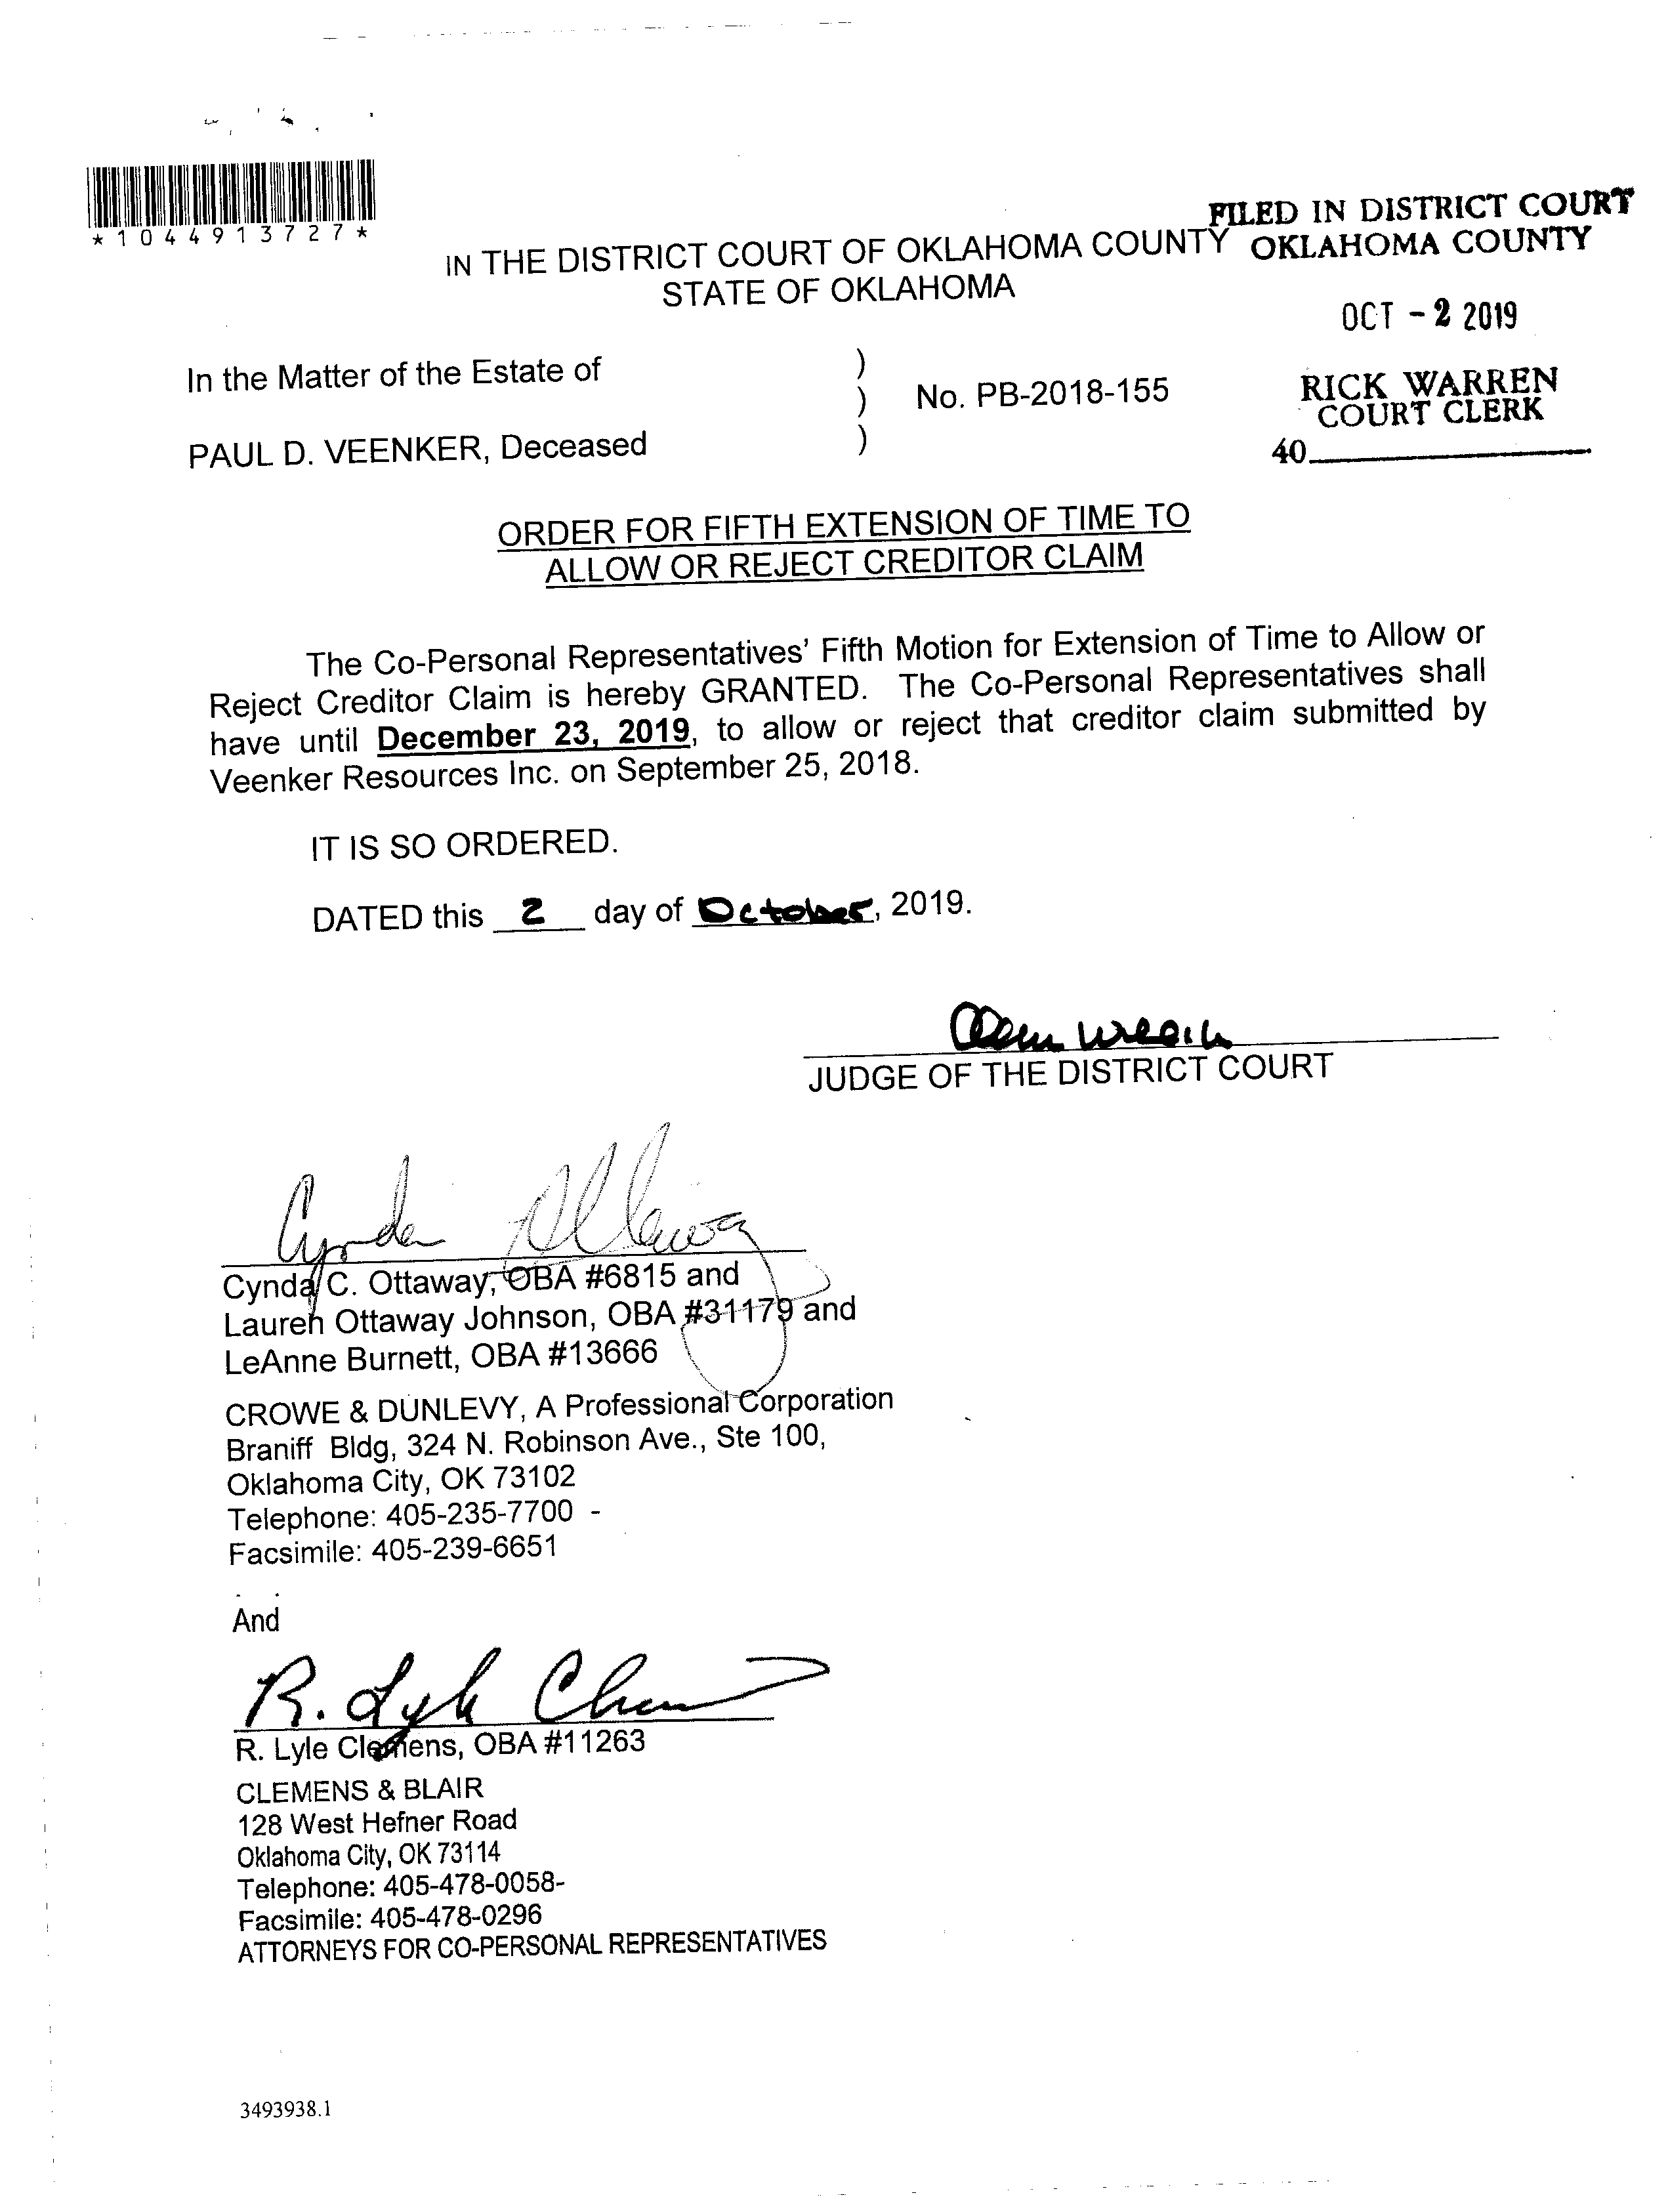 *1044913727*
FILED IN DISTRICT COURT
OKLAHOMA COUNTY
IN THE DISTRICT COURT OF OKLAHOMA COUNTY
STATE OF OKLAHOMA
OCT - 2 2019
In the Matter of the Estate of
)
)
)
No. PB-2018-155
RICK WARREN
COURT CLERK
PAUL D. VEENKER, Deceased
40
ORDER FOR FIFTH EXTENSION OF TIME TO
ALLOW OR REJECT CREDITOR CLAIM
The Co-Personal Representatives' Fifth Motion for Extension of Time to Allow or
Reject Creditor Claim is hereby GRANTED. The Co-Personal Representatives shall
have until December 23, 2019, to allow or reject that creditor claim submitted by
Veenker Resources Inc. on September 25, 2018.
IT IS SO ORDERED.
DATED this 2 day of October, 2019.
JUDGE OF THE DISTRICT COURT
Cynda Ottaway
Cynda C. Ottaway, OBA #6815 and
Lauren Ottaway Johnson, OBA #31179 and
LeAnne Burnett, OBA #13666
CROWE & DUNLEVY, A Professional Corporation
Braniff Bldg, 324 N. Robinson Ave., Ste 100,
Oklahoma City, OK 73102
Telephone: 405-235-7700 -
Facsimile: 405-239-6651
And
R. Lyle Clemens
R. Lyle Clemens, OBA #11263
CLEMENS & BLAIR
128 West Hefner Road
Oklahoma City, OK 73114
Telephone: 405-478-0058-
Facsimile: 405-478-0296
ATTORNEYS FOR CO-PERSONAL REPRESENTATIVES
3493938.1